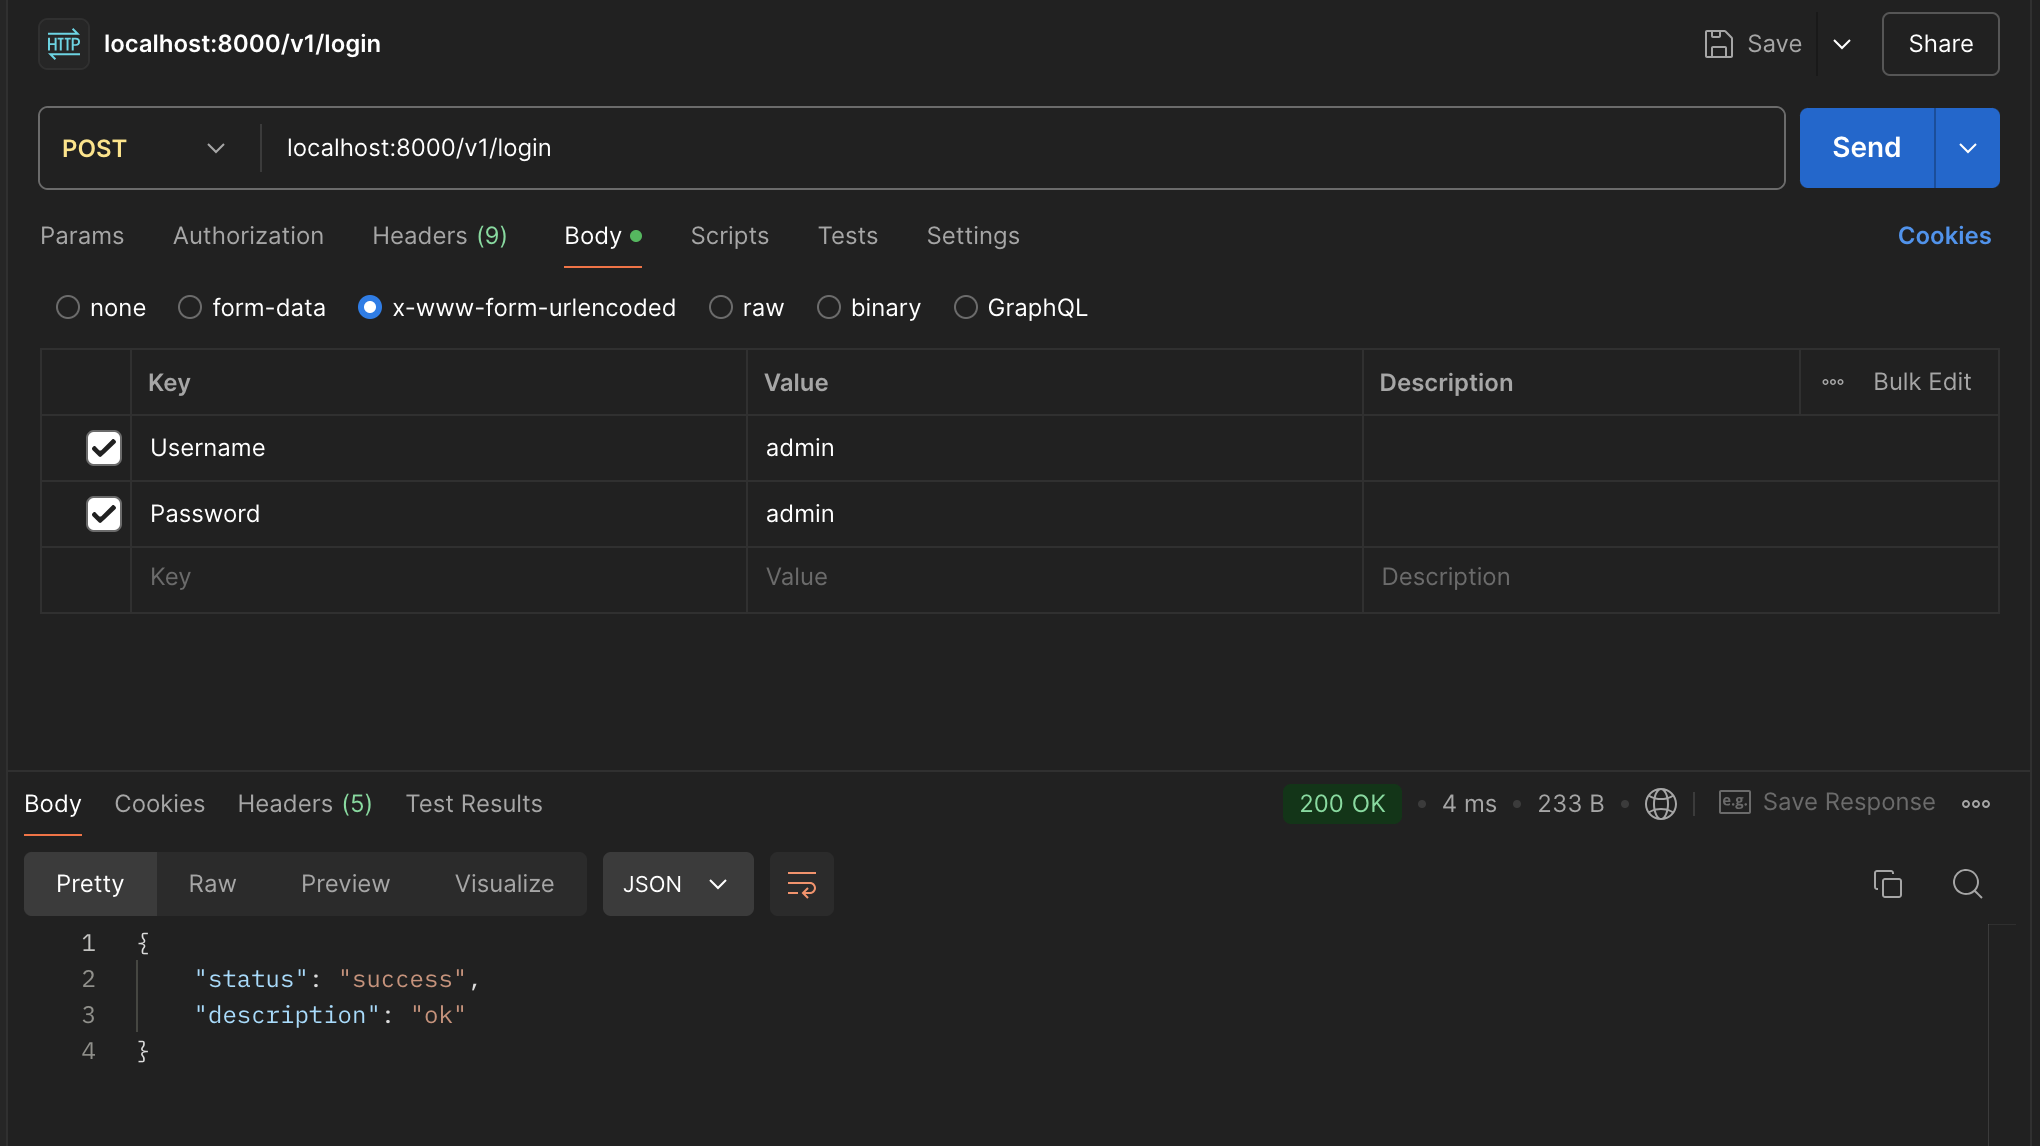 HTTP localhost:8000/v1/login Save Share
POST localhost:8000/v1/login Send
Params Authorization Headers (9) Body Scripts Tests Settings Cookies
none form-data x-www-form-urlencoded raw binary GraphQL
Key Value Description Bulk Edit
Username admin
Password admin
Key Value Description
Body Cookies Headers (5) Test Results 200 OK • 4 ms • 233 B • e.g. Save Response
Pretty Raw Preview Visualize JSON
1 {
2 "status": "success",
3 "description": "ok"
4 }